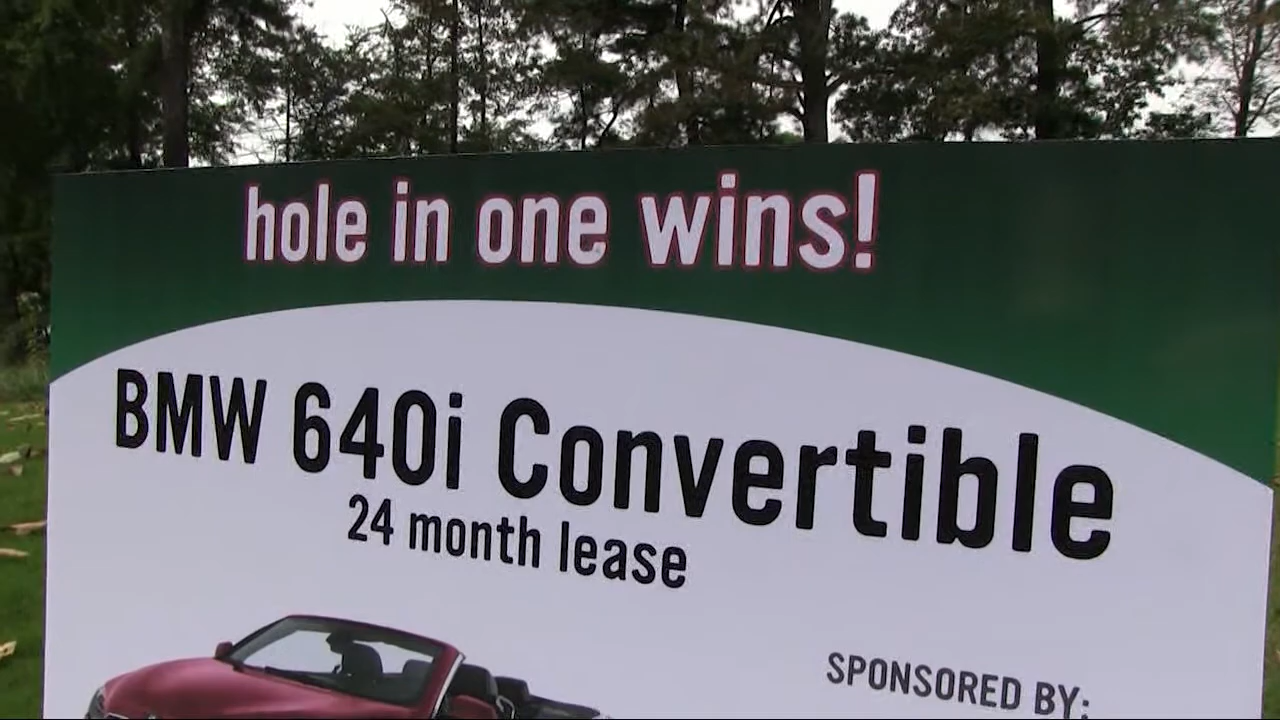 hole in one wins!
BMW 640i Convertible
24 month lease
SPONSORED BY: